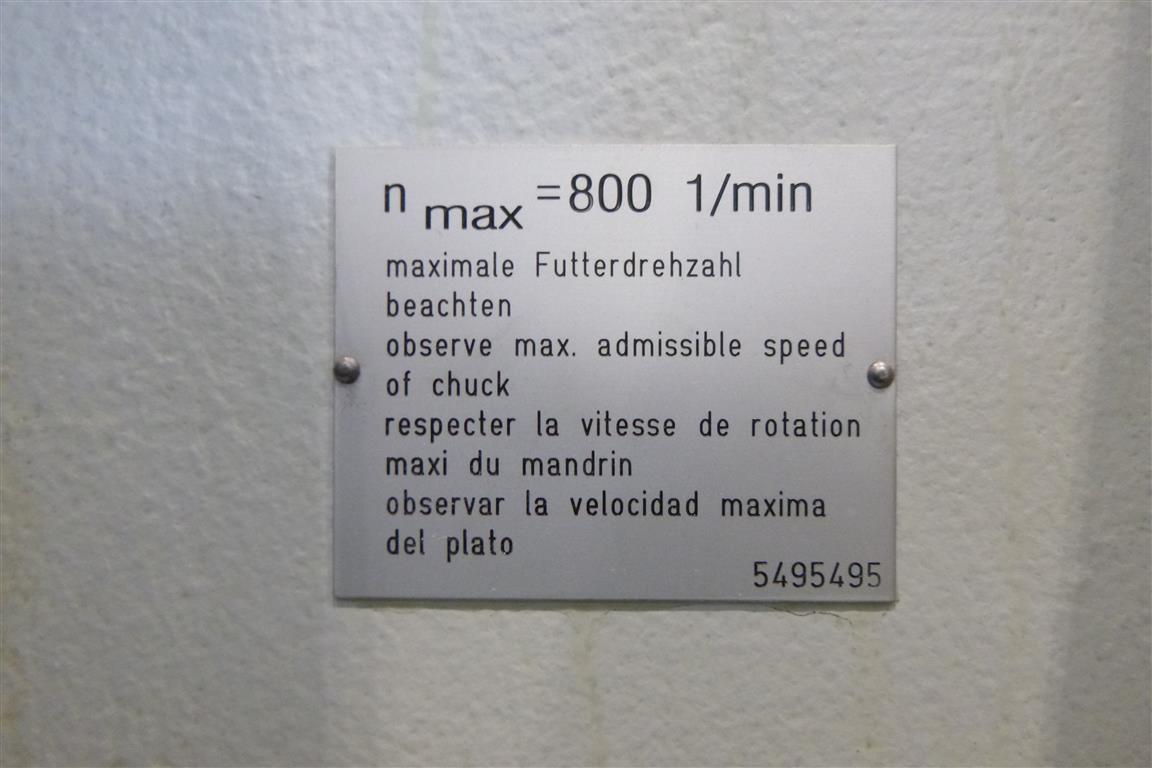 n max = 800 1/min
maximale Futterdrehzahl
beachten
observe max. admissible speed
of chuck
respecter la vitesse de rotation
maxi du mandrin
observar la velocidad maxima
del plato
5495495